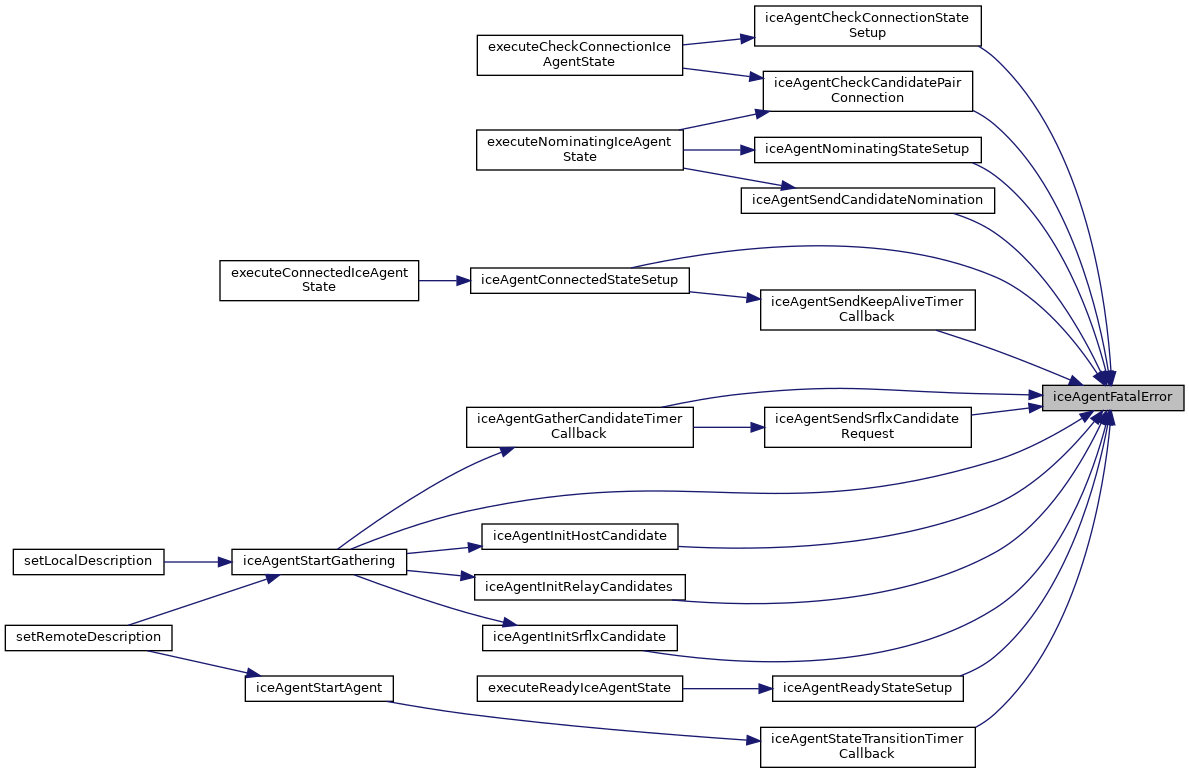 iceAgentCheckConnectionState
Setup
executeCheckConnectionIce
AgentState
iceAgentCheckCandidatePair
Connection
executeNominatingIceAgent
State
iceAgentNominatingStateSetup
iceAgentSendCandidateNomination
executeConnectedIceAgent
State
iceAgentConnectedStateSetup
iceAgentSendKeepAliveTimer
Callback
iceAgentFatalError
iceAgentGatherCandidateTimer
Callback
iceAgentSendSrflxCandidate
Request
iceAgentInitHostCandidate
setLocalDescription
iceAgentStartGathering
iceAgentInitRelayCandidates
setRemoteDescription
iceAgentInitSrflxCandidate
iceAgentStartAgent
executeReadyIceAgentState
iceAgentReadyStateSetup
iceAgentStateTransitionTimer
Callback